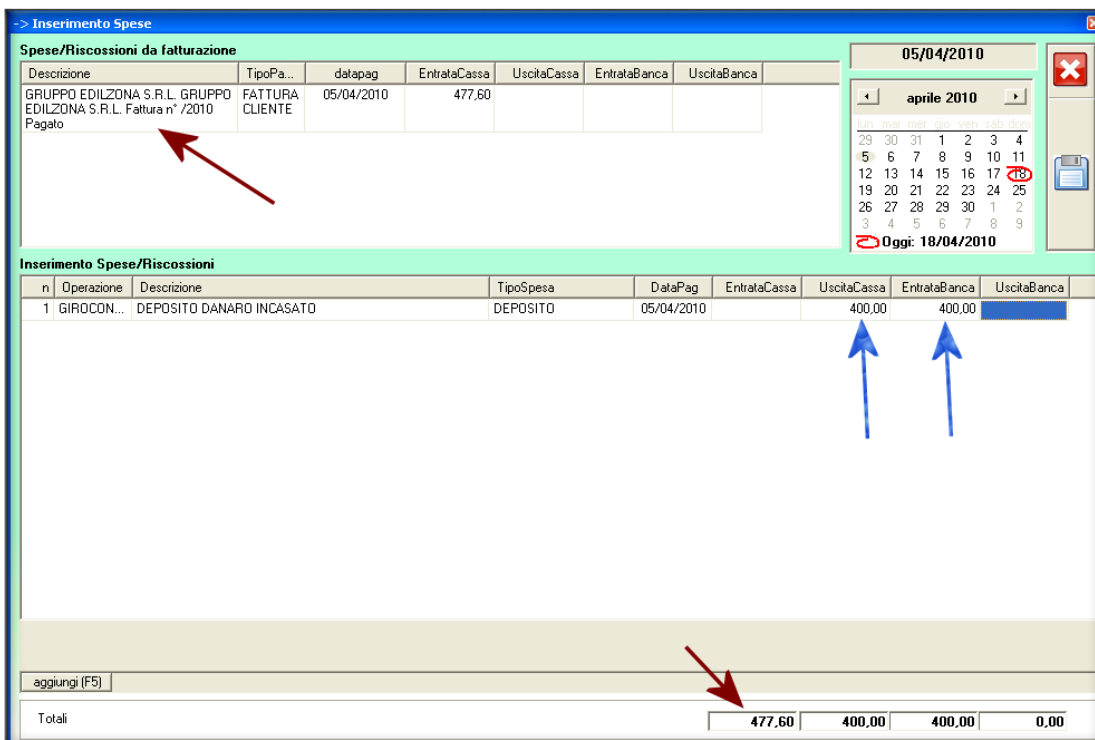 -> Inserimento Spese
Spese/Riscossioni da fatturazione
Descrizione TipoPa... datapag EntrataCassa UscitaCassa EntrataBanca UscitaBanca
GRUPPO EDILZONA S.R.L. GRUPPO FATTURA 05/04/2010 477,60
EDILZONA S.R.L. Fattura n° /2010 CLIENTE
Pagato
05/04/2010
aprile 2010
lun mar mer gio ven sab dom
29 30 31 1 2 3 4
5 6 7 8 9 10 11
12 13 14 15 16 17 18
19 20 21 22 23 24 25
26 27 28 29 30 1 2
3 4 5 6 7 8 9
Oggi: 18/04/2010
Inserimento Spese/Riscossioni
n Operazione Descrizione TipoSpesa DataPag EntrataCassa UscitaCassa EntrataBanca UscitaBanca
1 GIROCON... DEPOSITO DANARO INCASATO DEPOSITO 05/04/2010 400,00 400,00
aggiungi (F5)
Totali 477,60 400,00 400,00 0,00